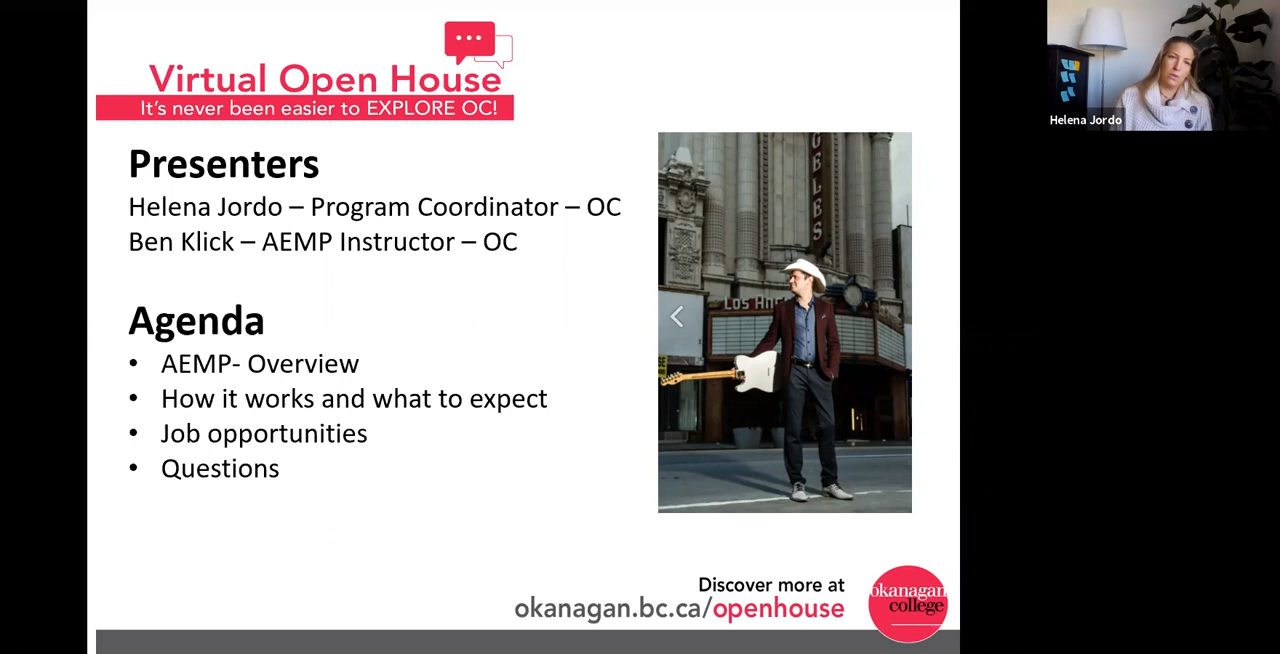 Virtual Open House
It's never been easier to EXPLORE OC!
Helena Jordo
Presenters
Helena Jordo – Program Coordinator – OC
Ben Klick – AEMP Instructor – OC
Agenda
• AEMP- Overview
• How it works and what to expect
• Job opportunities
• Questions
GELES
Discover more at
okanagan.bc.ca/openhouse
okanagan
college